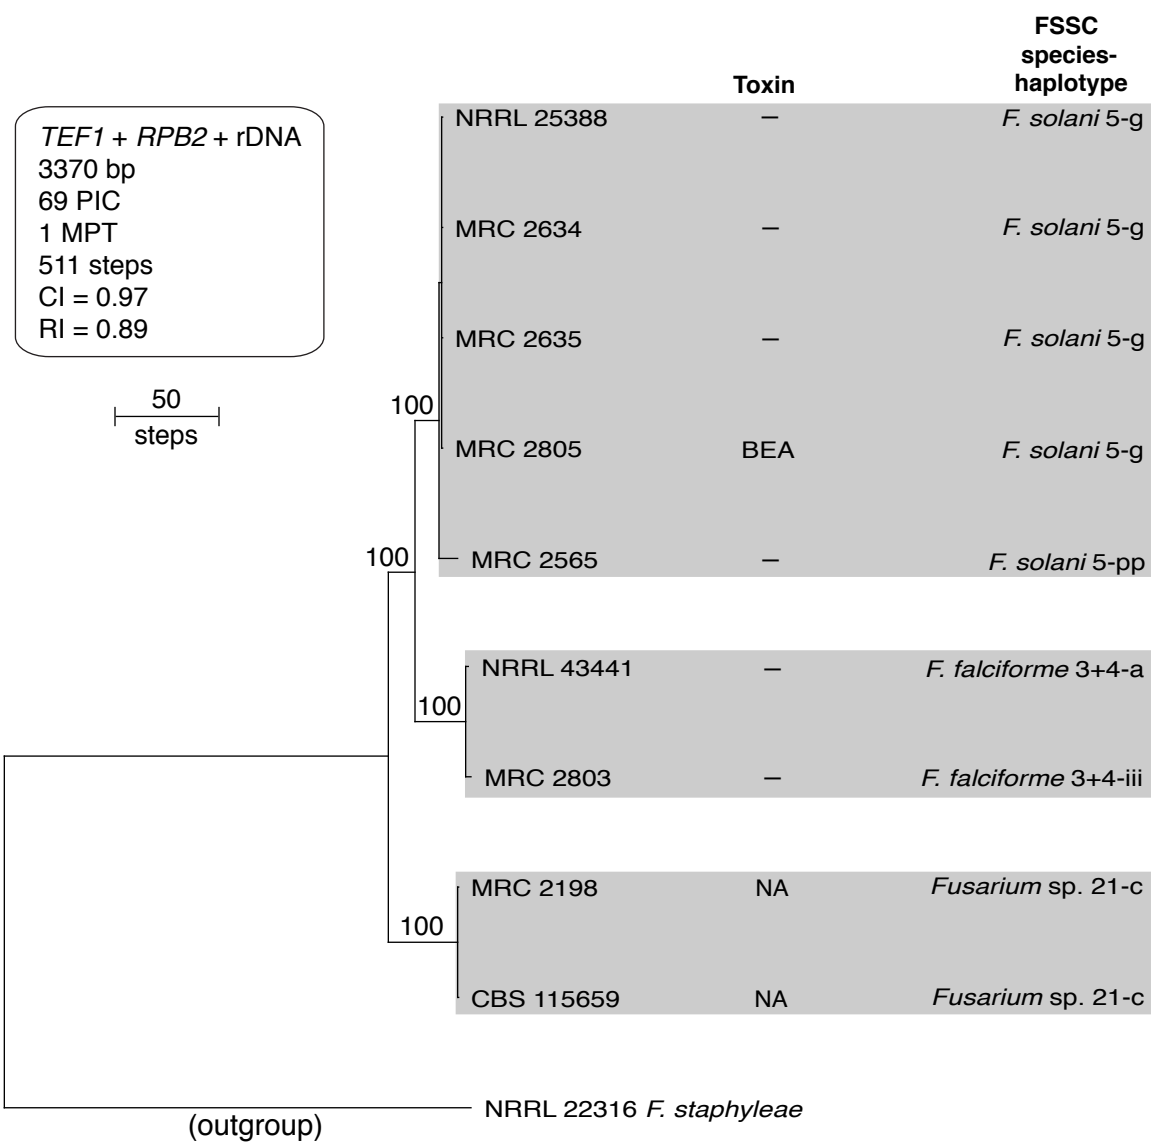 FSSC
species-
haplotype
Toxin
TEF1 + RPB2 + rDNA
3370 bp
69 PIC
1 MPT
511 steps
CI = 0.97
RI = 0.89
50
steps
NRRL 25388 – F. solani 5-g
MRC 2634 – F. solani 5-g
MRC 2635 – F. solani 5-g
100
MRC 2805 BEA F. solani 5-g
100
MRC 2565 – F. solani 5-pp
NRRL 43441 – F. falciforme 3+4-a
100
MRC 2803 – F. falciforme 3+4-iii
MRC 2198 NA Fusarium sp. 21-c
100
CBS 115659 NA Fusarium sp. 21-c
NRRL 22316 F. staphyleae
(outgroup)